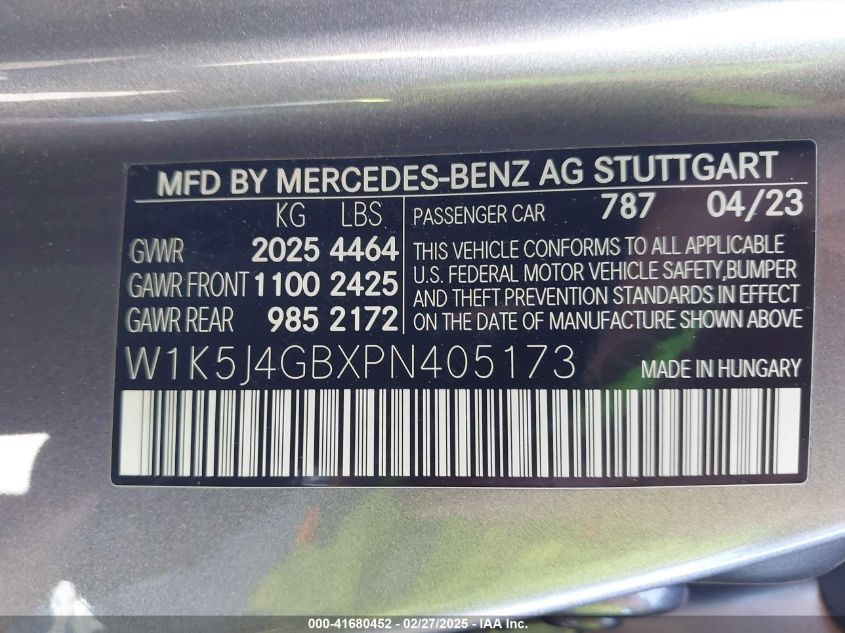 MFD BY MERCEDES-BENZ AG STUTTGART
KG LBS
GVWR 2025 4464
GAWR FRONT 1100 2425
GAWR REAR 985 2172
PASSENGER CAR 787 04/23
THIS VEHICLE CONFORMS TO ALL APPLICABLE
U.S. FEDERAL MOTOR VEHICLE SAFETY,BUMPER
AND THEFT PREVENTION STANDARDS IN EFFECT
ON THE DATE OF MANUFACTURE SHOWN ABOVE
W1K5J4GBXPN405173 MADE IN HUNGARY
000-41680452 - 02/27/2025 - IAA Inc.